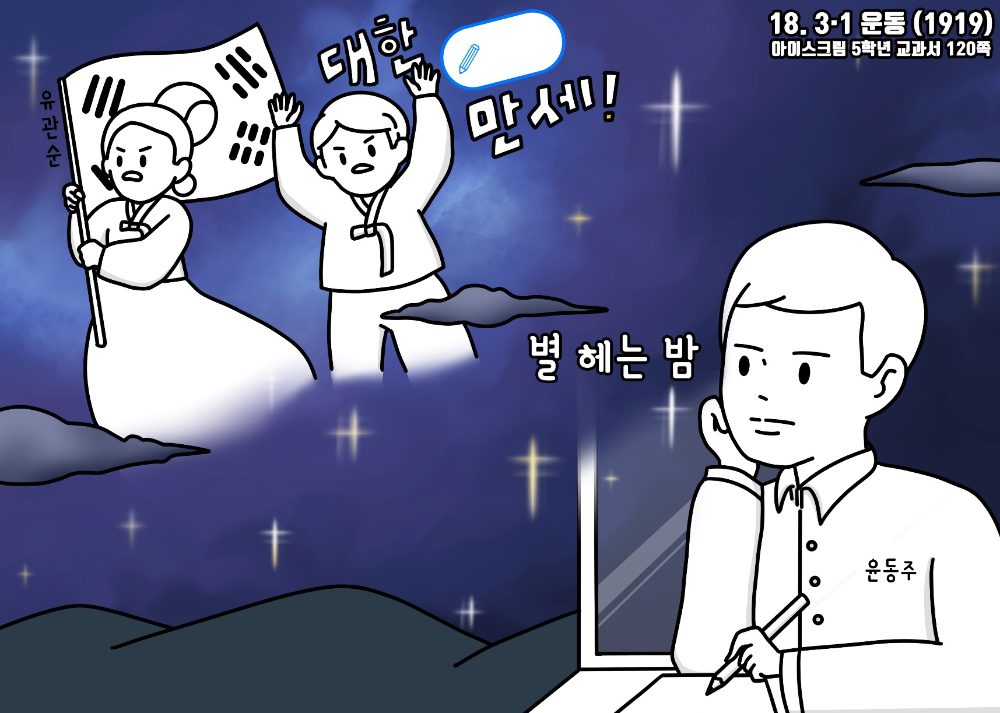 18. 3·1 운동 (1919)
아이스크림 5학년 교과서 120쪽
대한
만세!
유관순
별 헤는 밤
윤동주